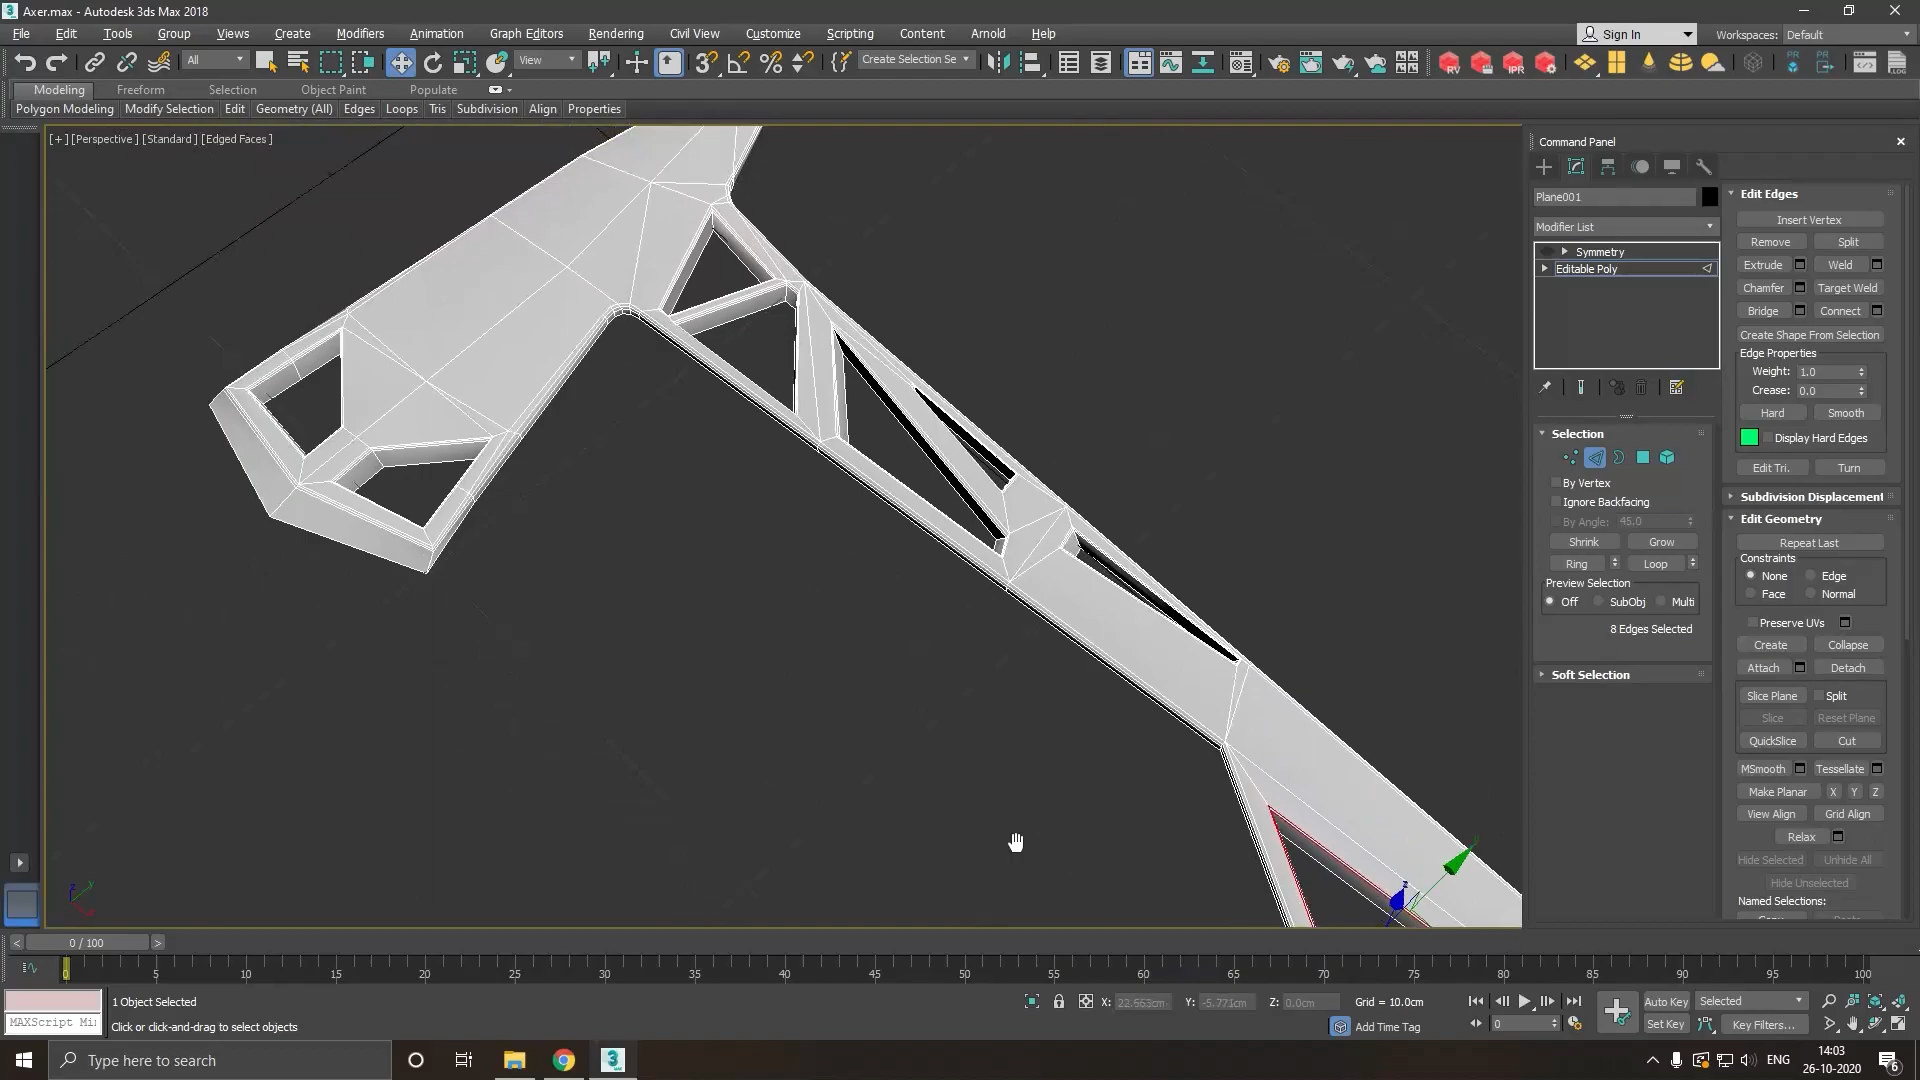 Axer.max - Autodesk 3ds Max 2018
File Edit Tools Group Views Create Modifiers Animation Graph Editors Rendering Civil View Customize Scripting Content Arnold Help
Sign In
Workspaces: Default
All
View
Create Selection Se
RV
IPR
LOG
Modeling Freeform Selection Object Paint Populate
Polygon Modeling Modify Selection Edit Geometry (All) Edges Loops Tris Subdivision Align Properties
[+] [Perspective] [Standard] [Edged Faces]
Command Panel
Plane001
Modifier List
Symmetry
Editable Poly
Selection
By Vertex
Ignore Backfacing
By Angle: 45.0
Shrink Grow
Ring Loop
Preview Selection
Off SubObj Multi
8 Edges Selected
Soft Selection
Edit Edges
Insert Vertex
Remove Split
Extrude Weld
Chamfer Target Weld
Bridge Connect
Create Shape From Selection
Edge Properties
Weight: 1.0
Crease: 0.0
Hard Smooth
Display Hard Edges
Edit Tri. Turn
Subdivision Displacement
Edit Geometry
Repeat Last
Constraints
None Edge
Face Normal
Preserve UVs
Create Collapse
Attach Detach
Slice Plane Split
Slice Reset Plane
QuickSlice Cut
MSmooth Tessellate
Make Planar X Y Z
View Align Grid Align
Relax
Hide Selected Unhide All
Hide Unselected
Named Selections:
0 / 100
0 5 10 15 20 25 30 35 40 45 50 55 60 65 70 75 80 85 90 95 100
1 Object Selected
MAXScript Mi
Click or click-and-drag to select objects
X: 22.553cm Y: -5.771cm Z: 0.0cm Grid = 10.0cm
Add Time Tag
0
Auto Key Selected
Set Key Key Filters...
Type here to search
ENG
14:03
26-10-2020
6